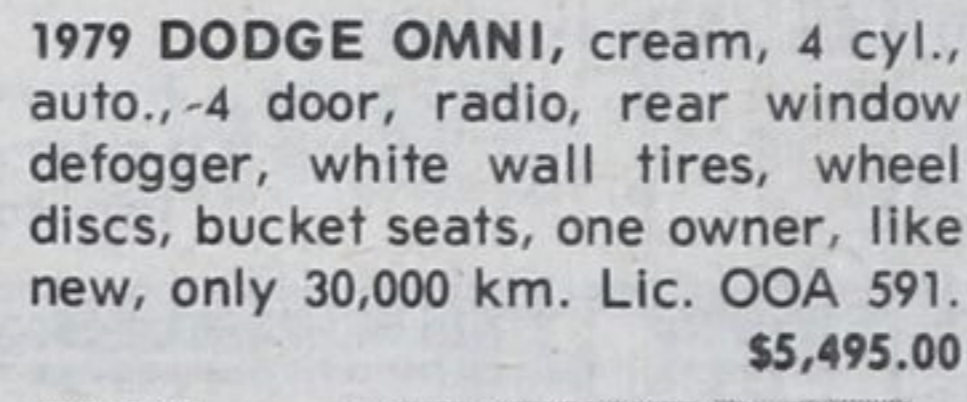 1979 DODGE OMNI, cream, 4 cyl.,
auto., -4 door, radio, rear window
defogger, white wall tires, wheel
discs, bucket seats, one owner, like
new, only 30,000 km. Lic. OOA 591.
$5,495.00